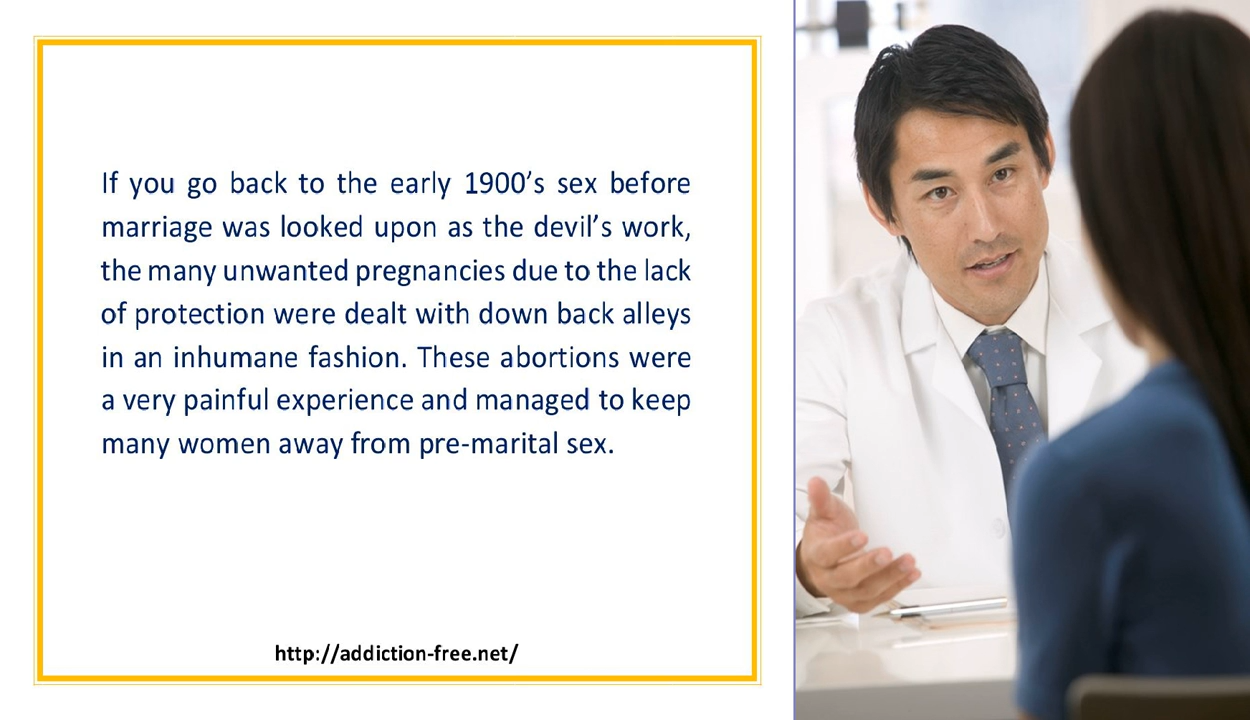 If you go back to the early 1900’s sex before
marriage was looked upon as the devil’s work,
the many unwanted pregnancies due to the lack
of protection were dealt with down back alleys
in an inhumane fashion. These abortions were
a very painful experience and managed to keep
many women away from pre-marital sex.
http://addiction-free.net/